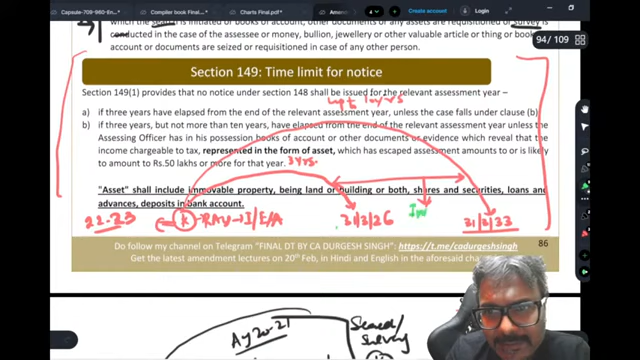 Capsule-709-RAW-1...
Compiler book Final...
Charts Final.pdf
94 / 109
which the search is initiated or books of account, other documents or any assets are requisitioned or survey is
conducted in the case of the assessee or money, bullion, jewellery or other valuable article or thing or books of
account or documents are seized or requisitioned in case of any other person.
Section 149: Time limit for notice
Section 149(1) provides that no notice under section 148 shall be issued for the relevant assessment year –
a) if three years have elapsed from the end of the relevant assessment year, unless the case falls under clause (b)
b) if three years, but not more than ten years, have elapsed from the end of the relevant assessment year unless the
Assessing Officer has in his possession books of account or other documents or evidence which reveal that the
income chargeable to tax, represented in the form of asset, which has escaped assessment amounts to or is likely
to amount to Rs.50 lakhs or more for that year.
3 yrs.
"Asset" shall include immovable property, being land or building or both, shares and securities, loans and
advances, deposits in bank account.
22-23
R
RAV → I/E/A
31/3/26
IN
31/3/33
Do follow my channel on Telegram "FINAL DT BY CA DURGESH SINGH" https://t.me/cadurgeshsingh
Get the latest amendment lectures on 20th Feb, in Hindi and English in the aforesaid channel
86
Ay 20-21
Search/
Survey